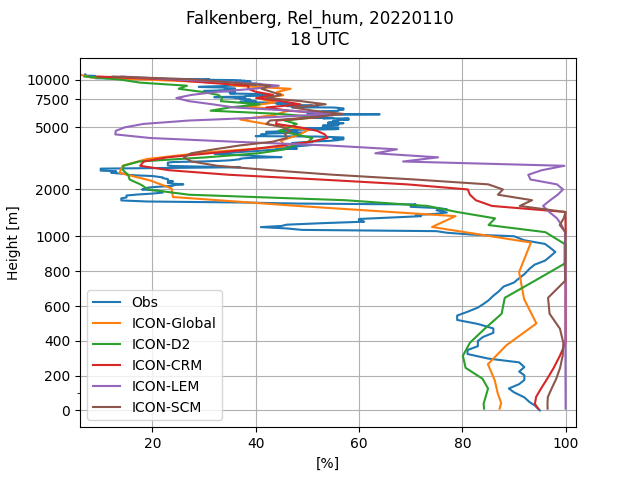 Falkenberg, Rel_hum, 20220110
18 UTC
Height [m]
10000
7500
5000
2000
1000
800
600
400
200
0
Obs
ICON-Global
ICON-D2
ICON-CRM
ICON-LEM
ICON-SCM
20
40
60
80
100
[%]